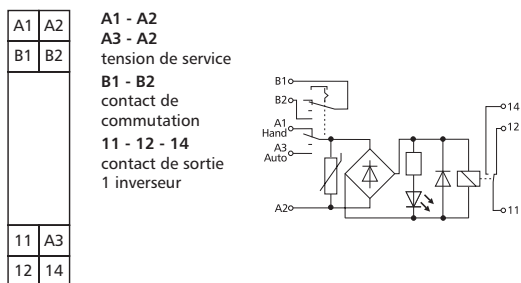 A1 A2
B1 B2
11 A3
12 14
A1 - A2
A3 - A2
tension de service
B1 - B2
contact de
commutation
11 - 12 - 14
contact de sortie
1 inverseur
B1
B2
A1
Hand
A3
Auto
A2
14
12
11